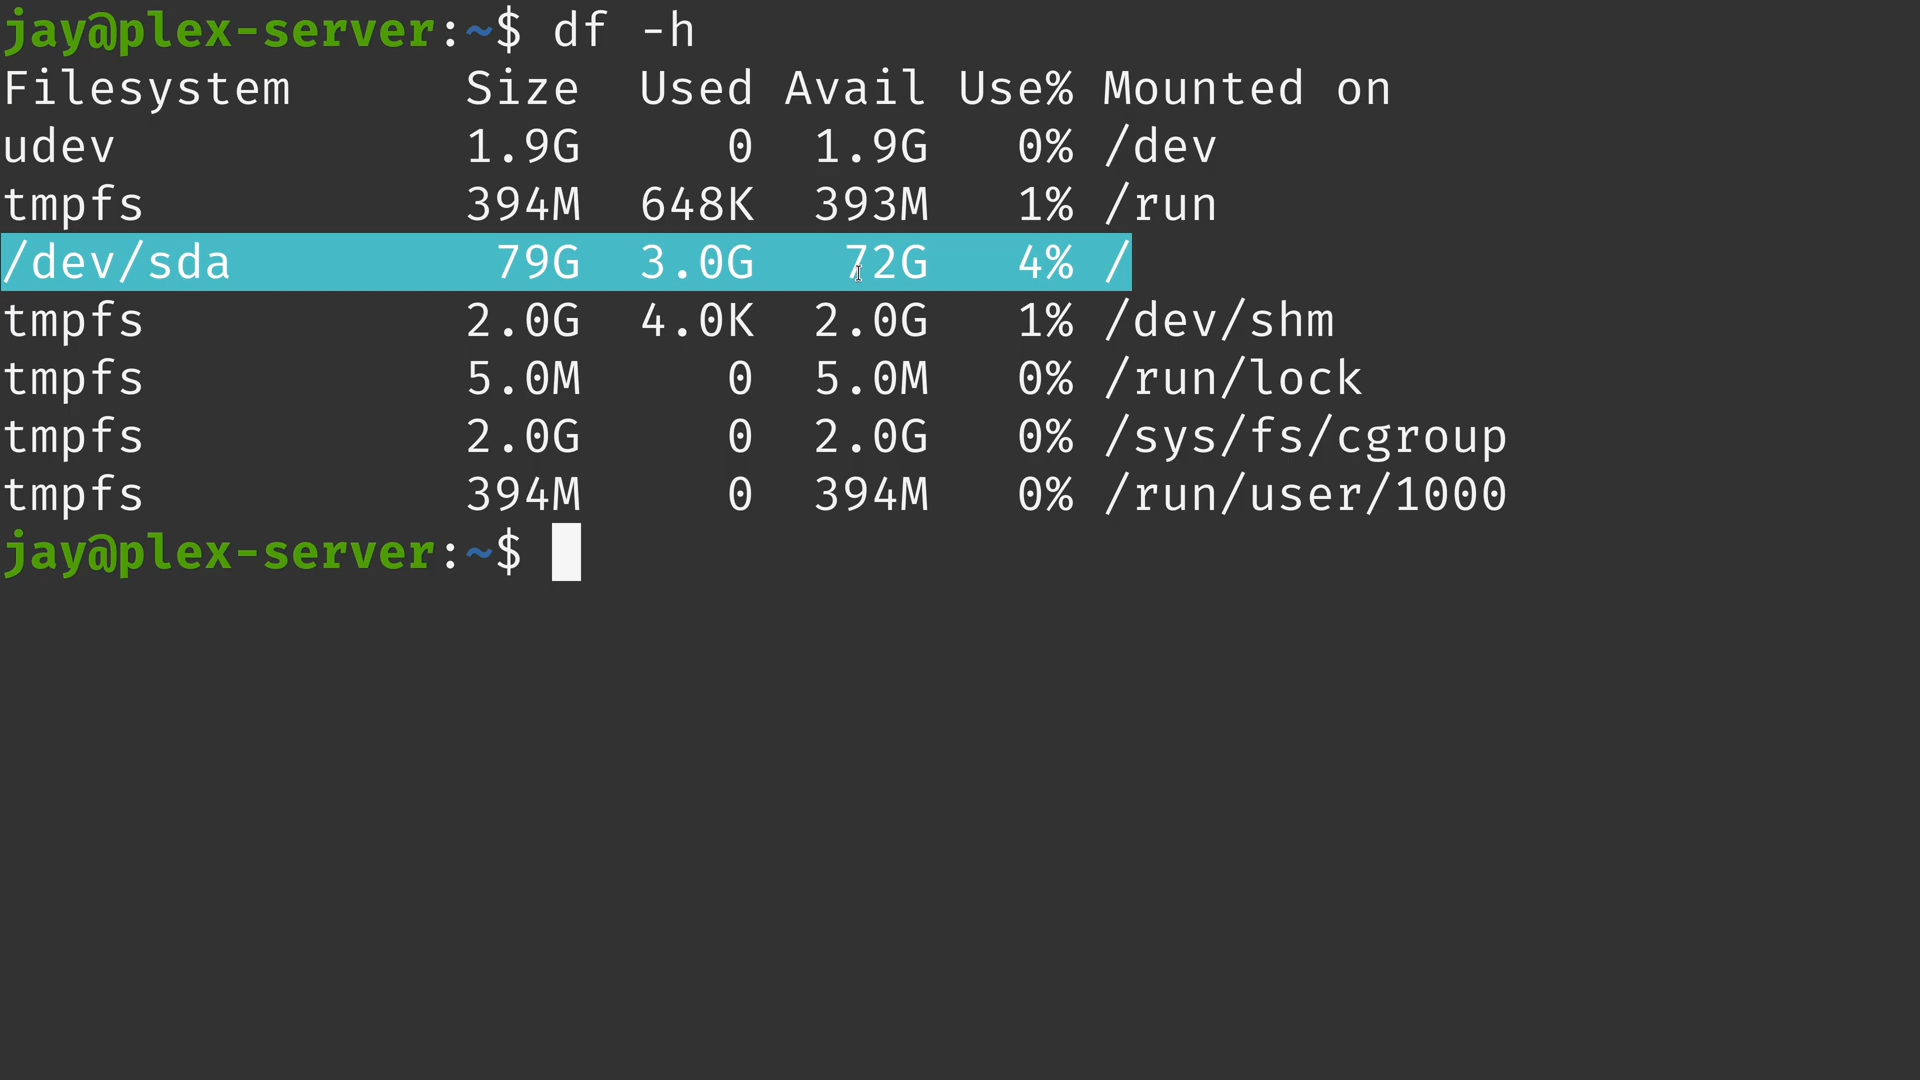 jay@plex-server:~$ df -h
Filesystem      Size  Used Avail Use% Mounted on
udev            1.9G     0  1.9G   0% /dev
tmpfs           394M  648K  393M   1% /run
/dev/sda         79G  3.0G   72G   4% /
tmpfs           2.0G  4.0K  2.0G   1% /dev/shm
tmpfs           5.0M     0  5.0M   0% /run/lock
tmpfs           2.0G     0  2.0G   0% /sys/fs/cgroup
tmpfs           394M     0  394M   0% /run/user/1000
jay@plex-server:~$